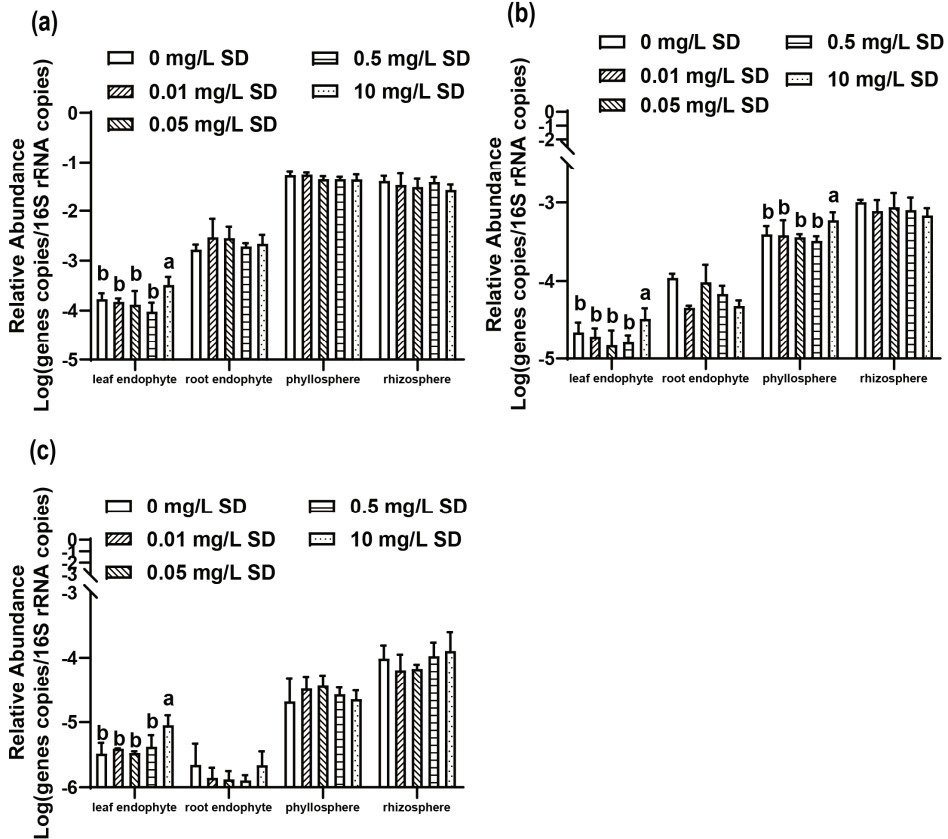 (a)
0 mg/L SD
0.5 mg/L SD
0.01 mg/L SD
10 mg/L SD
0.05 mg/L SD
Relative Abundance
Log(genes copies/16S rRNA copies)
0
-1
-2
-3
-4
-5
b b b b a
leaf endophyte root endophyte phyllosphere rhizosphere
(b)
0 mg/L SD
0.5 mg/L SD
0.01 mg/L SD
10 mg/L SD
0.05 mg/L SD
Relative Abundance
Log(genes copies/16S rRNA copies)
0
-1
-2
-3
-4
-5
b b b b a
b b b b a
leaf endophyte root endophyte phyllosphere rhizosphere
(c)
0 mg/L SD
0.5 mg/L SD
0.01 mg/L SD
10 mg/L SD
0.05 mg/L SD
Relative Abundance
Log(genes copies/16S rRNA copies)
0
-1
-2
-3
-3
-4
-5
-6
b b b b a
leaf endophyte root endophyte phyllosphere rhizosphere